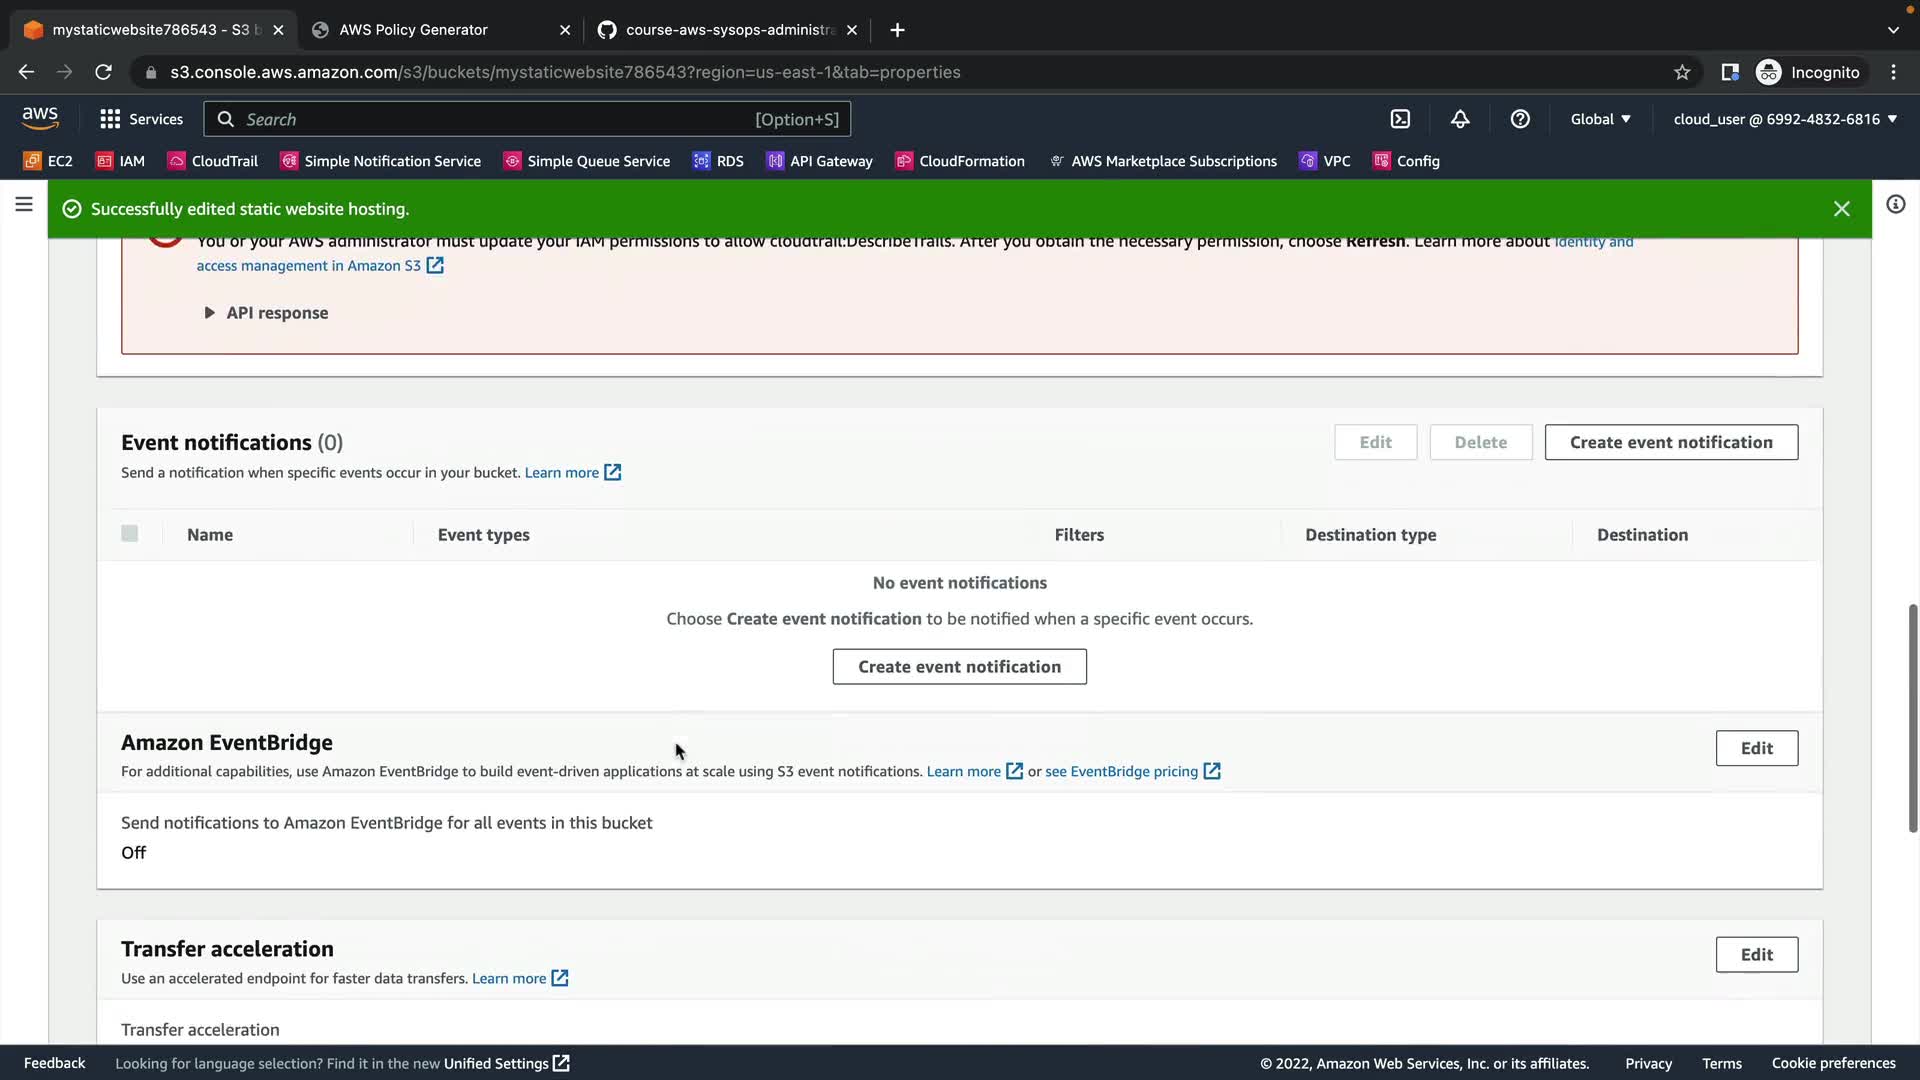 mystaticwebsite786543 - S3 b
AWS Policy Generator
course-aws-sysops-administra
s3.console.aws.amazon.com/s3/buckets/mystaticwebsite786543?region=us-east-1&tab=properties
Incognito
aws
Services
Search
[Option+S]
Global
cloud_user @ 6992-4832-6816
EC2
IAM
CloudTrail
Simple Notification Service
Simple Queue Service
RDS
API Gateway
CloudFormation
AWS Marketplace Subscriptions
VPC
Config
Successfully edited static website hosting.
You or your AWS administrator must update your IAM permissions to allow cloudtrail:DescribeTrails. After you obtain the necessary permission, choose Refresh. Learn more about Identity and
access management in Amazon S3
API response
Event notifications (0)
Edit
Delete
Create event notification
Send a notification when specific events occur in your bucket. Learn more
Name
Event types
Filters
Destination type
Destination
No event notifications
Choose Create event notification to be notified when a specific event occurs.
Create event notification
Amazon EventBridge
Edit
For additional capabilities, use Amazon EventBridge to build event-driven applications at scale using S3 event notifications. Learn more or see EventBridge pricing
Send notifications to Amazon EventBridge for all events in this bucket
Off
Transfer acceleration
Edit
Use an accelerated endpoint for faster data transfers. Learn more
Transfer acceleration
Feedback
Looking for language selection? Find it in the new Unified Settings
© 2022, Amazon Web Services, Inc. or its affiliates.
Privacy
Terms
Cookie preferences